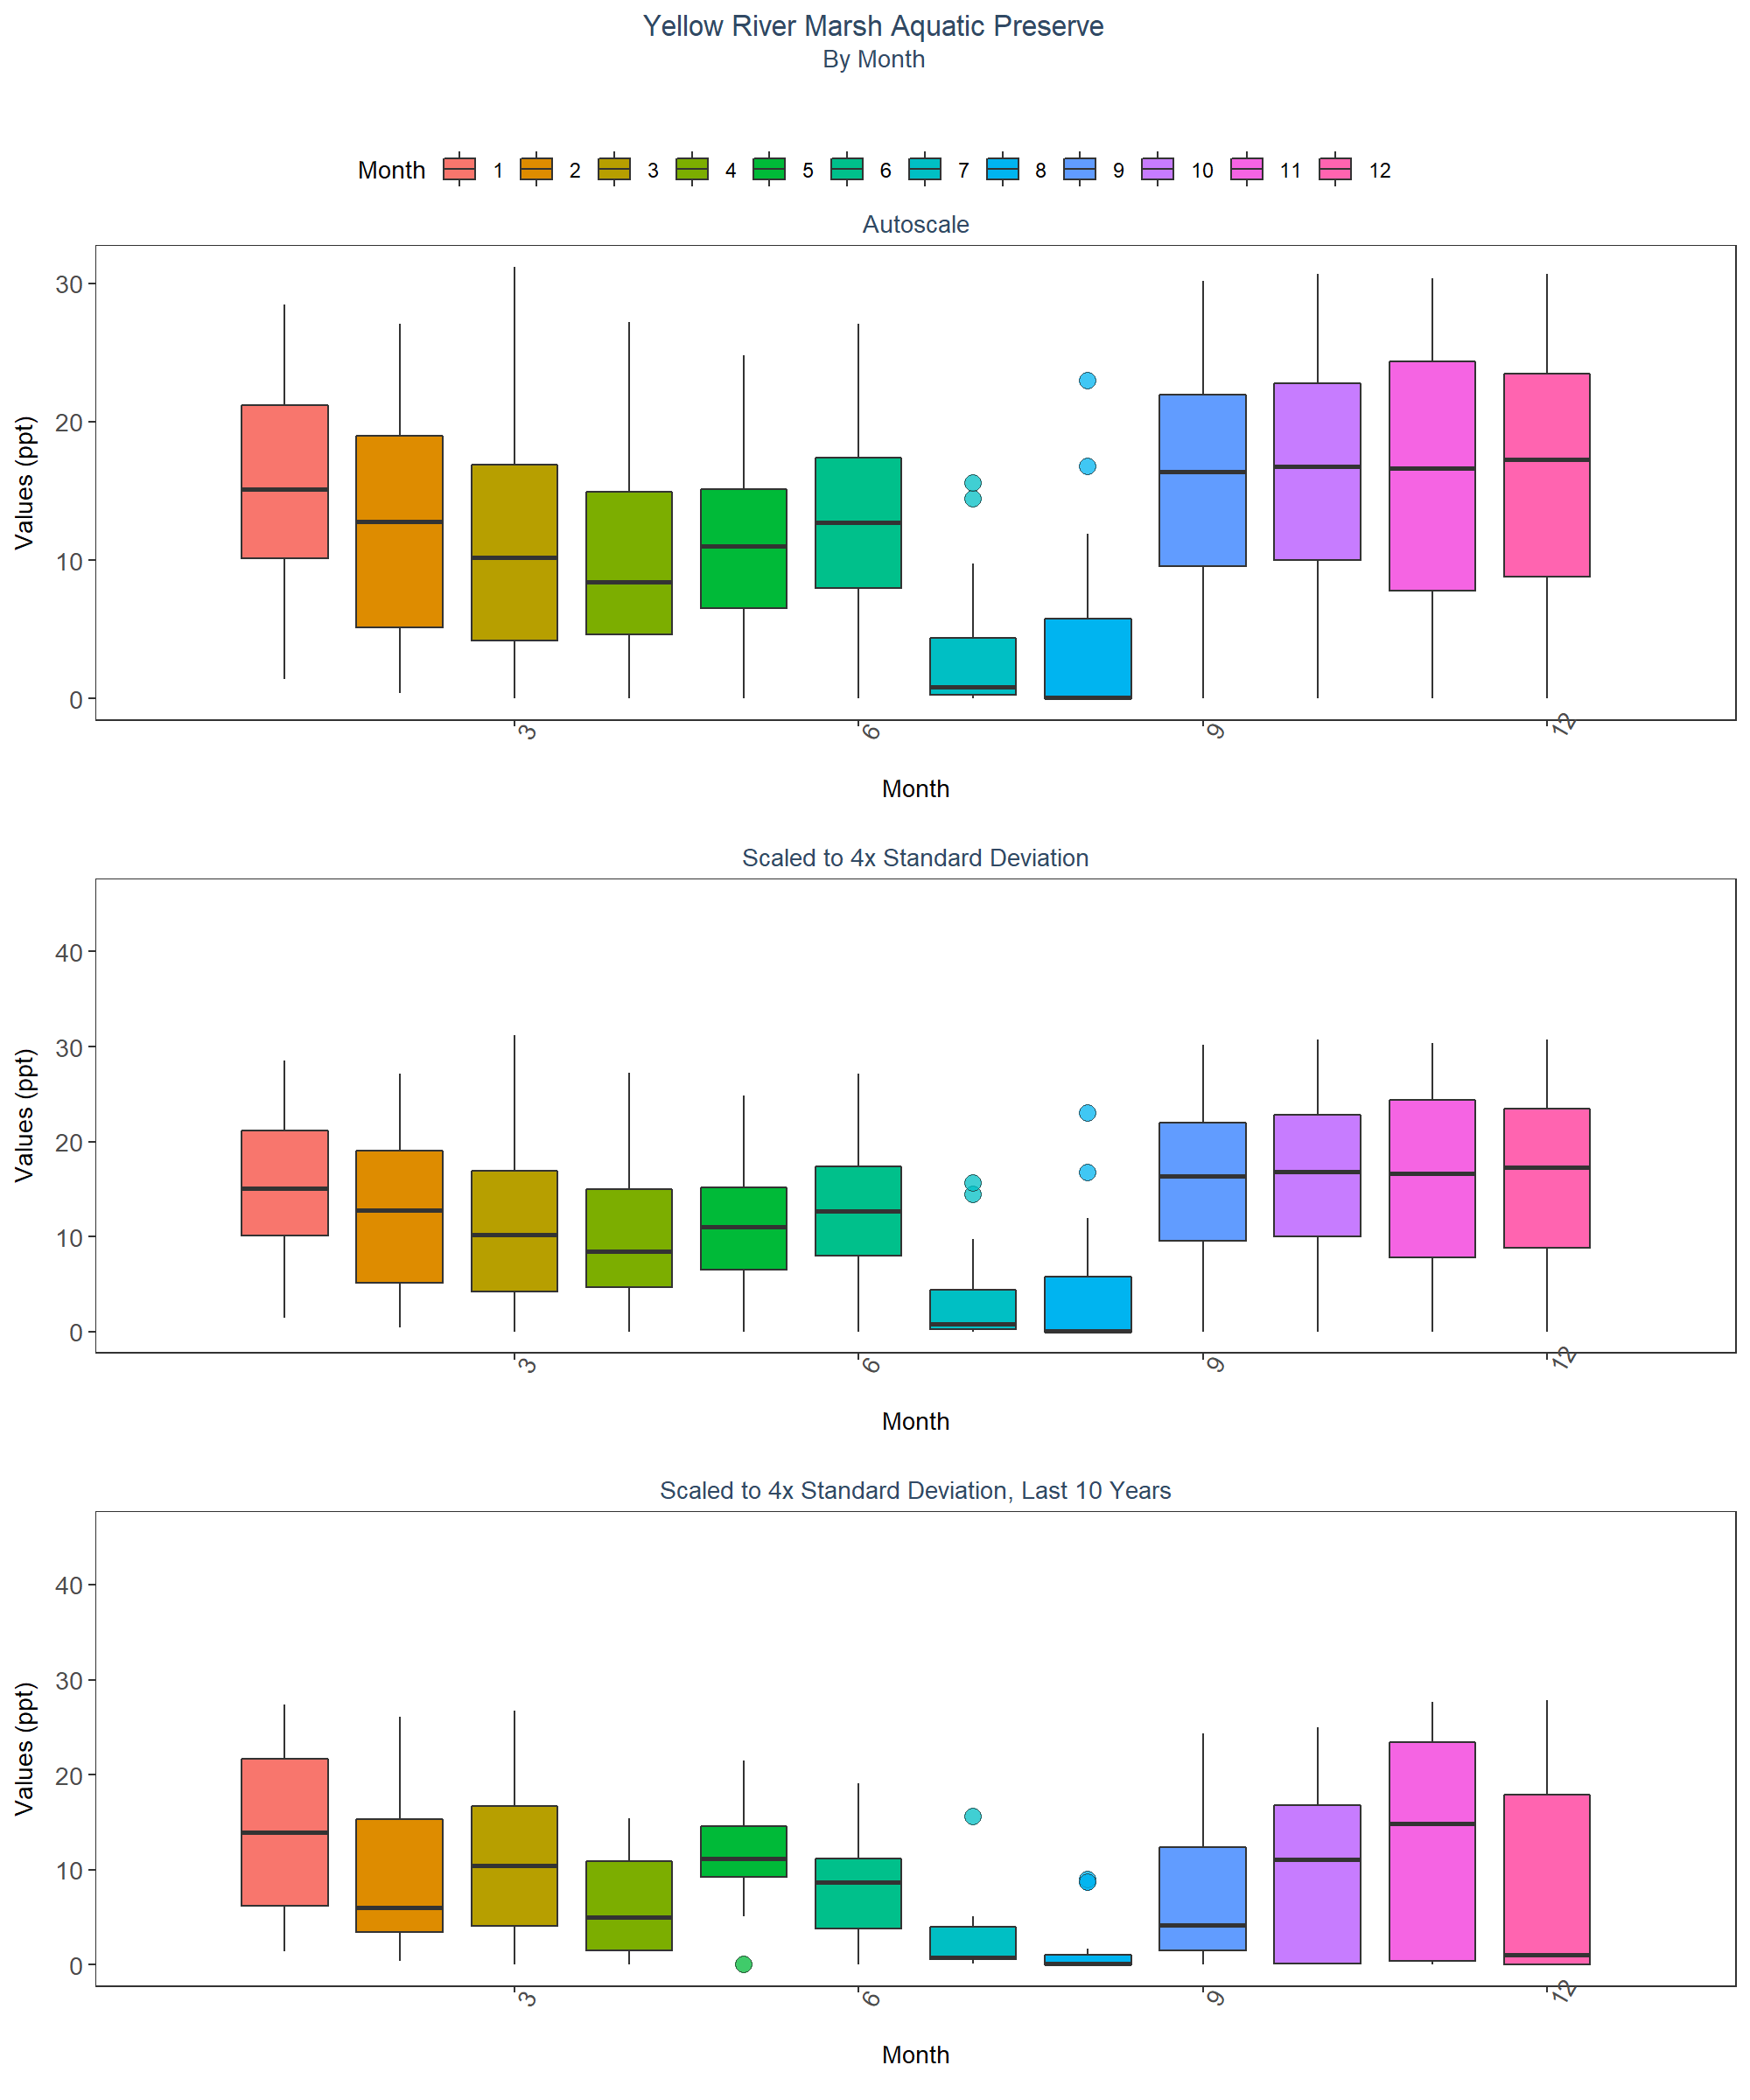 Yellow River Marsh Aquatic Preserve
By Month
Month 1 2 3 4 5 6 7 8 9 10 11 12
Autoscale
Values (ppt)
30
20
10
0
3 6 9 12
Month
Scaled to 4x Standard Deviation
Values (ppt)
40
30
20
10
0
3 6 9 12
Month
Scaled to 4x Standard Deviation, Last 10 Years
Values (ppt)
40
30
20
10
0
3 6 9 12
Month